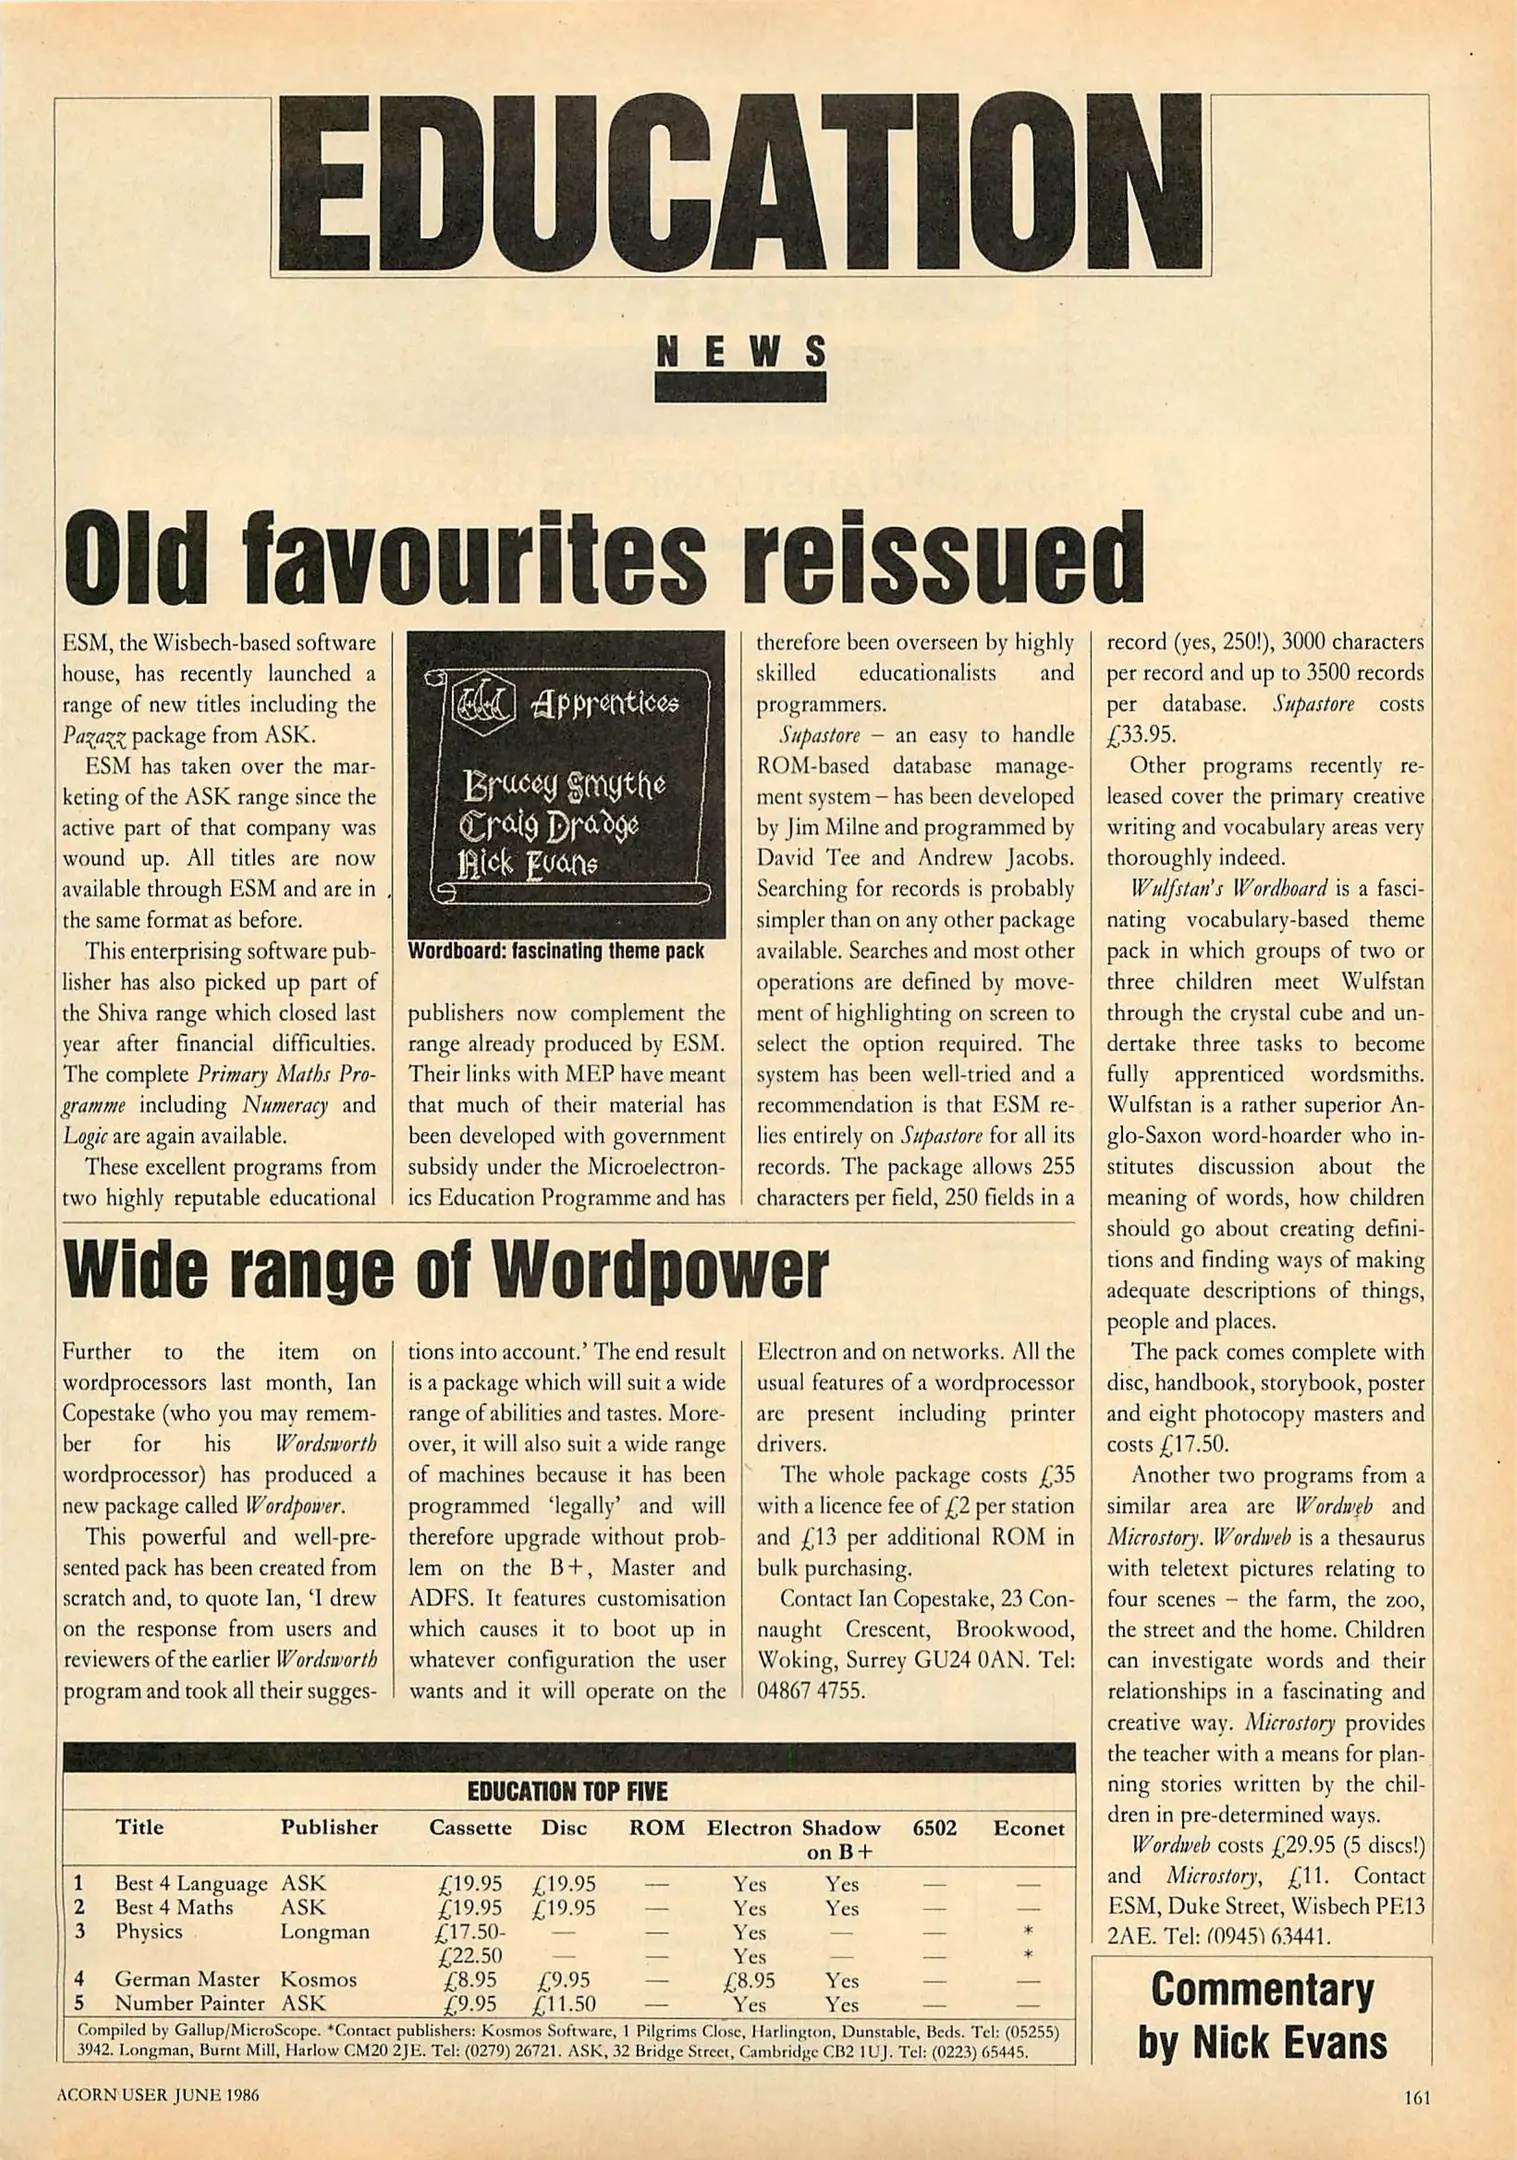 EDUCATION
NEWS
Old favourites reissued
ESM, the Wisbech-based software
house, has recently launched a
range of new titles including the
Pazazz package from ASK.
ESM has taken over the mar-
keting of the ASK range since the
active part of that company was
wound up. All titles are now
available through ESM and are in
the same format as before.
This enterprising software pub-
lisher has also picked up part of
the Shiva range which closed last
year after financial difficulties.
The complete Primary Maths Pro-
gramme including Numeracy and
Logic are again available.
These excellent programs from
two highly reputable educational
Apprentices
Brucey Smythe
Craig Dradge
Nick Evans
Wordboard: fascinating theme pack
publishers now complement the
range already produced by ESM.
Their links with MEP have meant
that much of their material has
been developed with government
subsidy under the Microelectron-
ics Education Programme and has
therefore been overseen by highly
skilled educationalists and
programmers.
Supastore – an easy to handle
ROM-based database manage-
ment system – has been developed
by Jim Milne and programmed by
David Tee and Andrew Jacobs.
Searching for records is probably
simpler than on any other package
available. Searches and most other
operations are defined by move-
ment of highlighting on screen to
select the option required. The
system has been well-tried and a
recommendation is that ESM re-
lies entirely on Supastore for all its
records. The package allows 255
characters per field, 250 fields in a
record (yes, 250!), 3000 characters
per record and up to 3500 records
per database. Supastore costs
£33.95.
Other programs recently re-
leased cover the primary creative
writing and vocabulary areas very
thoroughly indeed.
Wulfstan's Wordhoard is a fasci-
nating vocabulary-based theme
pack in which groups of two or
three children meet Wulfstan
through the crystal cube and un-
dertake three tasks to become
fully apprenticed wordsmiths.
Wulfstan is a rather superior An-
glo-Saxon word-hoarder who in-
stitutes discussion about the
meaning of words, how children
should go about creating defini-
tions and finding ways of making
adequate descriptions of things,
people and places.
The pack comes complete with
disc, handbook, storybook, poster
and eight photocopy masters and
costs £17.50.
Another two programs from a
similar area are Wordweb and
Microstory. Wordweb is a thesaurus
with teletext pictures relating to
four scenes – the farm, the zoo,
the street and the home. Children
can investigate words and their
relationships in a fascinating and
creative way. Microstory provides
the teacher with a means for plan-
ning stories written by the chil-
dren in pre-determined ways.
Wordweb costs £29.95 (5 discs!)
and Microstory, £11. Contact
ESM, Duke Street, Wisbech PE13
2AE. Tel: (0945) 63441.
Wide range of Wordpower
Further to the item on
wordprocessors last month, Ian
Copestake (who you may remem-
ber for his Wordsworth
wordprocessor) has produced a
new package called Wordpower.
This powerful and well-pre-
sented pack has been created from
scratch and, to quote Ian, ‘I drew
on the response from users and
reviewers of the earlier Wordsworth
program and took all their sugges-
tions into account.’ The end result
is a package which will suit a wide
range of abilities and tastes. More-
over, it will also suit a wide range
of machines because it has been
programmed ‘legally’ and will
therefore upgrade without prob-
lem on the B+, Master and
ADFS. It features customisation
which causes it to boot up in
whatever configuration the user
wants and it will operate on the
Electron and on networks. All the
usual features of a wordprocessor
are present including printer
drivers.
The whole package costs £35
with a licence fee of £2 per station
and £13 per additional ROM in
bulk purchasing.
Contact Ian Copestake, 23 Con-
naught Crescent, Brookwood,
Woking, Surrey GU24 0AN. Tel:
04867 4755.
EDUCATION TOP FIVE
Title Publisher Cassette Disc ROM Electron Shadow 6502 Econet
on B+
1 Best 4 Language ASK £19.95 £19.95 — Yes Yes — —
2 Best 4 Maths ASK £19.95 £19.95 — Yes Yes — —
3 Physics Longman £17.50- — — Yes — — *
£22.50 — — Yes — — *
4 German Master Kosmos £8.95 £9.95 — £8.95 Yes — —
5 Number Painter ASK £9.95 £11.50 — Yes Yes — —
Compiled by Gallup/MicroScope. *Contact publishers: Kosmos Software, 1 Pilgrims Close, Harlington, Dunstable, Beds. Tel: (05255)
3942. Longman, Burnt Mill, Harlow CM20 2JE. Tel: (0279) 26721. ASK, 32 Bridge Street, Cambridge CB2 1UJ. Tel: (0223) 65445.
Commentary
by Nick Evans
ACORN USER JUNE 1986
161